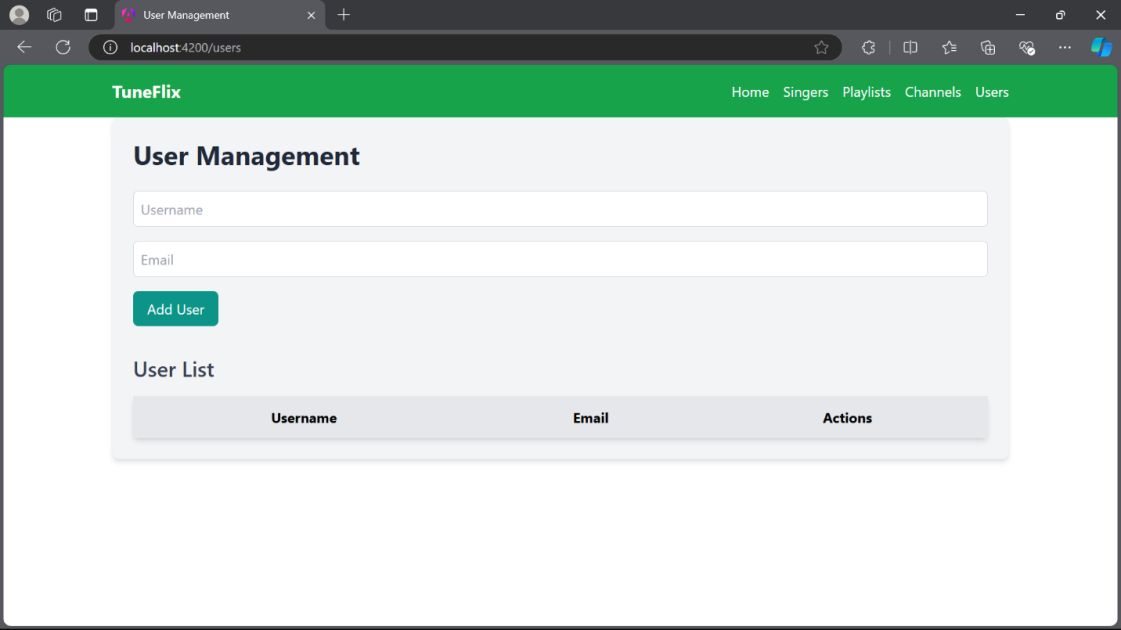 User Management
localhost:4200/users
TuneFlix
Home Singers Playlists Channels Users
User Management
Username
Email
Add User
User List
Username Email Actions